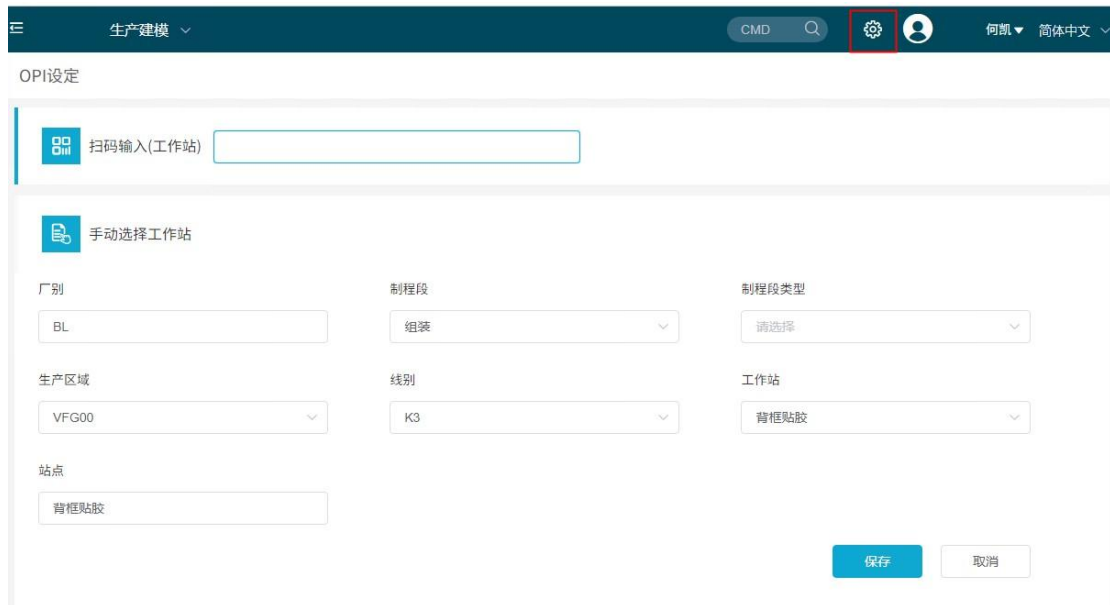 生产建模 CMD 何凯 简体中文
OPI设定
扫码输入(工作站)
手动选择工作站
厂别 制程段 制程段类型
BL 组装 请选择
生产区域 线别 工作站
VFG00 K3 背框贴胶
站点
背框贴胶
保存 取消